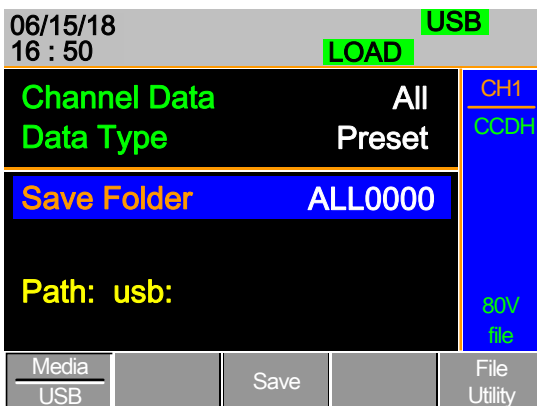 06/15/18 USB
16 : 50 LOAD
Channel Data All
Data Type Preset
Save Folder ALL0000
Path: usb:
CH1
CCDH
80V
file
Media
USB
Save
File
Utility